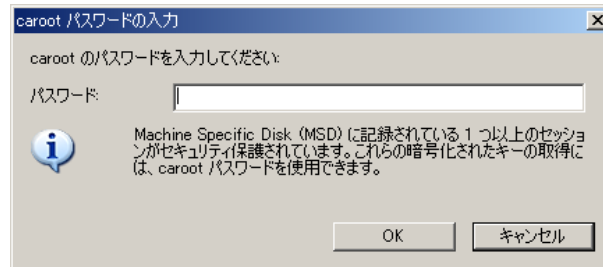 caroot パスワードの入力
caroot のパスワードを入力してください:
パスワード:
Machine Specific Disk (MSD) に記録されている 1 つ以上のセッショ
ンがセキュリティ保護されています。これらの暗号化されたキーの取得に
は、caroot パスワードを使用できます。
OK キャンセル